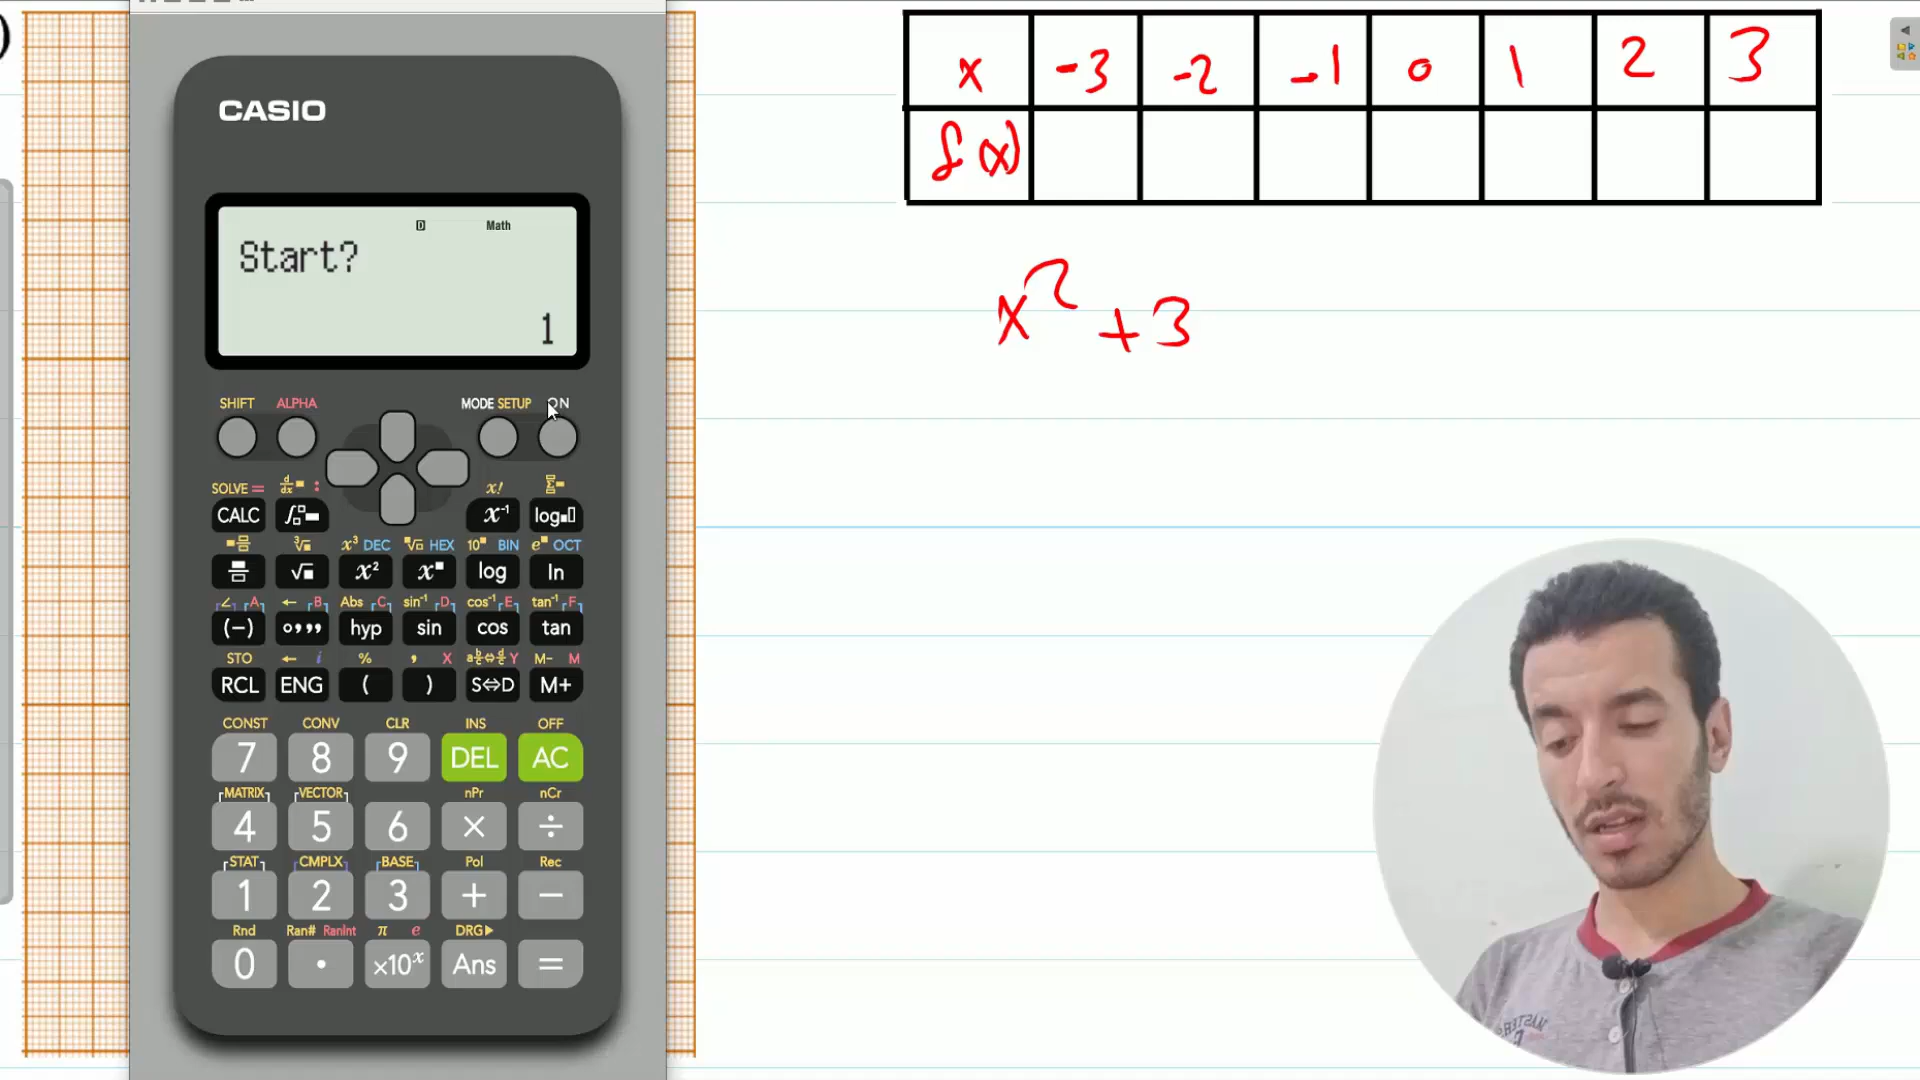 )
CASIO
D Math
Start?
1
SHIFT ALPHA MODE SETUP ON
SOLVE = d/dx : x! Σ
CALC ∫ x⁻¹ log
³√ x³ DEC √ HEX 10 BIN e OCT
√ x² x log ln
∠ A ← B Abs C sin⁻¹ D cos⁻¹ E tan⁻¹ F
(−) °,,, hyp sin cos tan
STO ← i % , X a b/c⇔d/c Y M− M
RCL ENG ( ) S⇔D M+
CONST CONV CLR INS OFF
7 8 9 DEL AC
MATRIX VECTOR nPr nCr
4 5 6 × ÷
STAT CMPLX BASE Pol Rec
1 2 3 + −
Rnd Ran# RanInt π e DRG▶
0 . ×10ˣ Ans =
x -3 -2 -1 0 1 2 3
f(x)
x² + 3